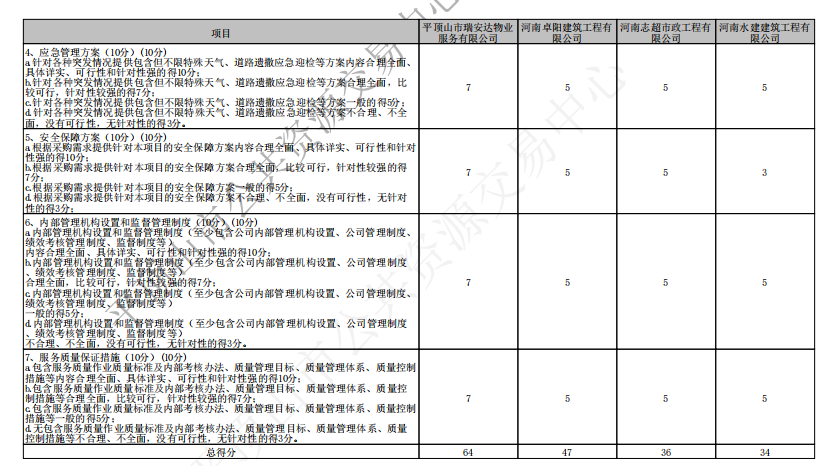 项目
平顶山市瑞安达物业
服务有限公司
河南卓阳建筑工程有
限公司
河南志超市政工程有
限公司
河南水建建筑工程有
限公司
4、应急管理方案（10分）(10分)
a.针对各种突发情况提供包含但不限特殊天气、道路遗撒应急迎检等方案内容合理全面、
具体详实、可行性和针对性强的得10分；
b.针对各种突发情况提供包含但不限特殊天气、道路遗撒应急迎检等方案合理全面，比
较可行，针对性较强的得7分；
c.针对各种突发情况提供包含但不限特殊天气、道路遗撒应急迎检等方案一般的得5分；
d.针对各种突发情况提供包含但不限特殊天气、道路遗撒应急迎检等方案不合理、不全
面，没有可行性，无针对性的得3分。
7
5
5
5
5、安全保障方案（10分）(10分)
a.根据采购需求提供针对本项目的安全保障方案内容合理全面、具体详实、可行性和针对
性强的得10分；
b.根据采购需求提供针对本项目的安全保障方案合理全面，比较可行，针对性较强的得
7分；
c.根据采购需求提供针对本项目的安全保障方案一般的得5分；
d.根据采购需求提供针对本项目的安全保障方案不合理、不全面，没有可行性，无针对
性的得3分；
7
5
5
3
6、内部管理机构设置和监督管理制度（10分）(10分)
a.内部管理机构设置和监督管理制度（至少包含公司内部管理机构设置、公司管理制度、
绩效考核管理制度、监督制度等）
内容合理全面、具体详实、可行性和针对性强的得10分；
b.内部管理机构设置和监督管理制度（至少包含公司内部管理机构设置、公司管理制度
、绩效考核管理制度、监督制度等）
合理全面，比较可行，针对性较强的得7分；
c.内部管理机构设置和监督管理制度（至少包含公司内部管理机构设置、公司管理制度、
绩效考核管理制度、监督制度等）
一般的得5分；
d.内部管理机构设置和监督管理制度（至少包含公司内部管理机构设置、公司管理制度
、绩效考核管理制度、监督制度等）
不合理、不全面，没有可行性，无针对性的得3分。
7
5
5
5
7、服务质量保证措施（10分）(10分)
a.包含服务质量作业质量标准及内部考核办法、质量管理目标、质量管理体系、质量控制
措施等内容合理全面、具体详实、可行性和针对性强的得10分；
b.包含服务质量作业质量标准及内部考核办法、质量管理目标、质量管理体系、质量控
制措施等合理全面，比较可行，针对性较强的得7分；
c.包含服务质量作业质量标准及内部考核办法、质量管理目标、质量管理体系、质量控制
措施等一般的得5分；
d.无包含服务质量作业质量标准及内部考核办法、质量管理目标、质量管理体系、质量
控制措施等不合理、不全面，没有可行性，无针对性的得3分。
7
5
5
5
总得分
64
47
36
34